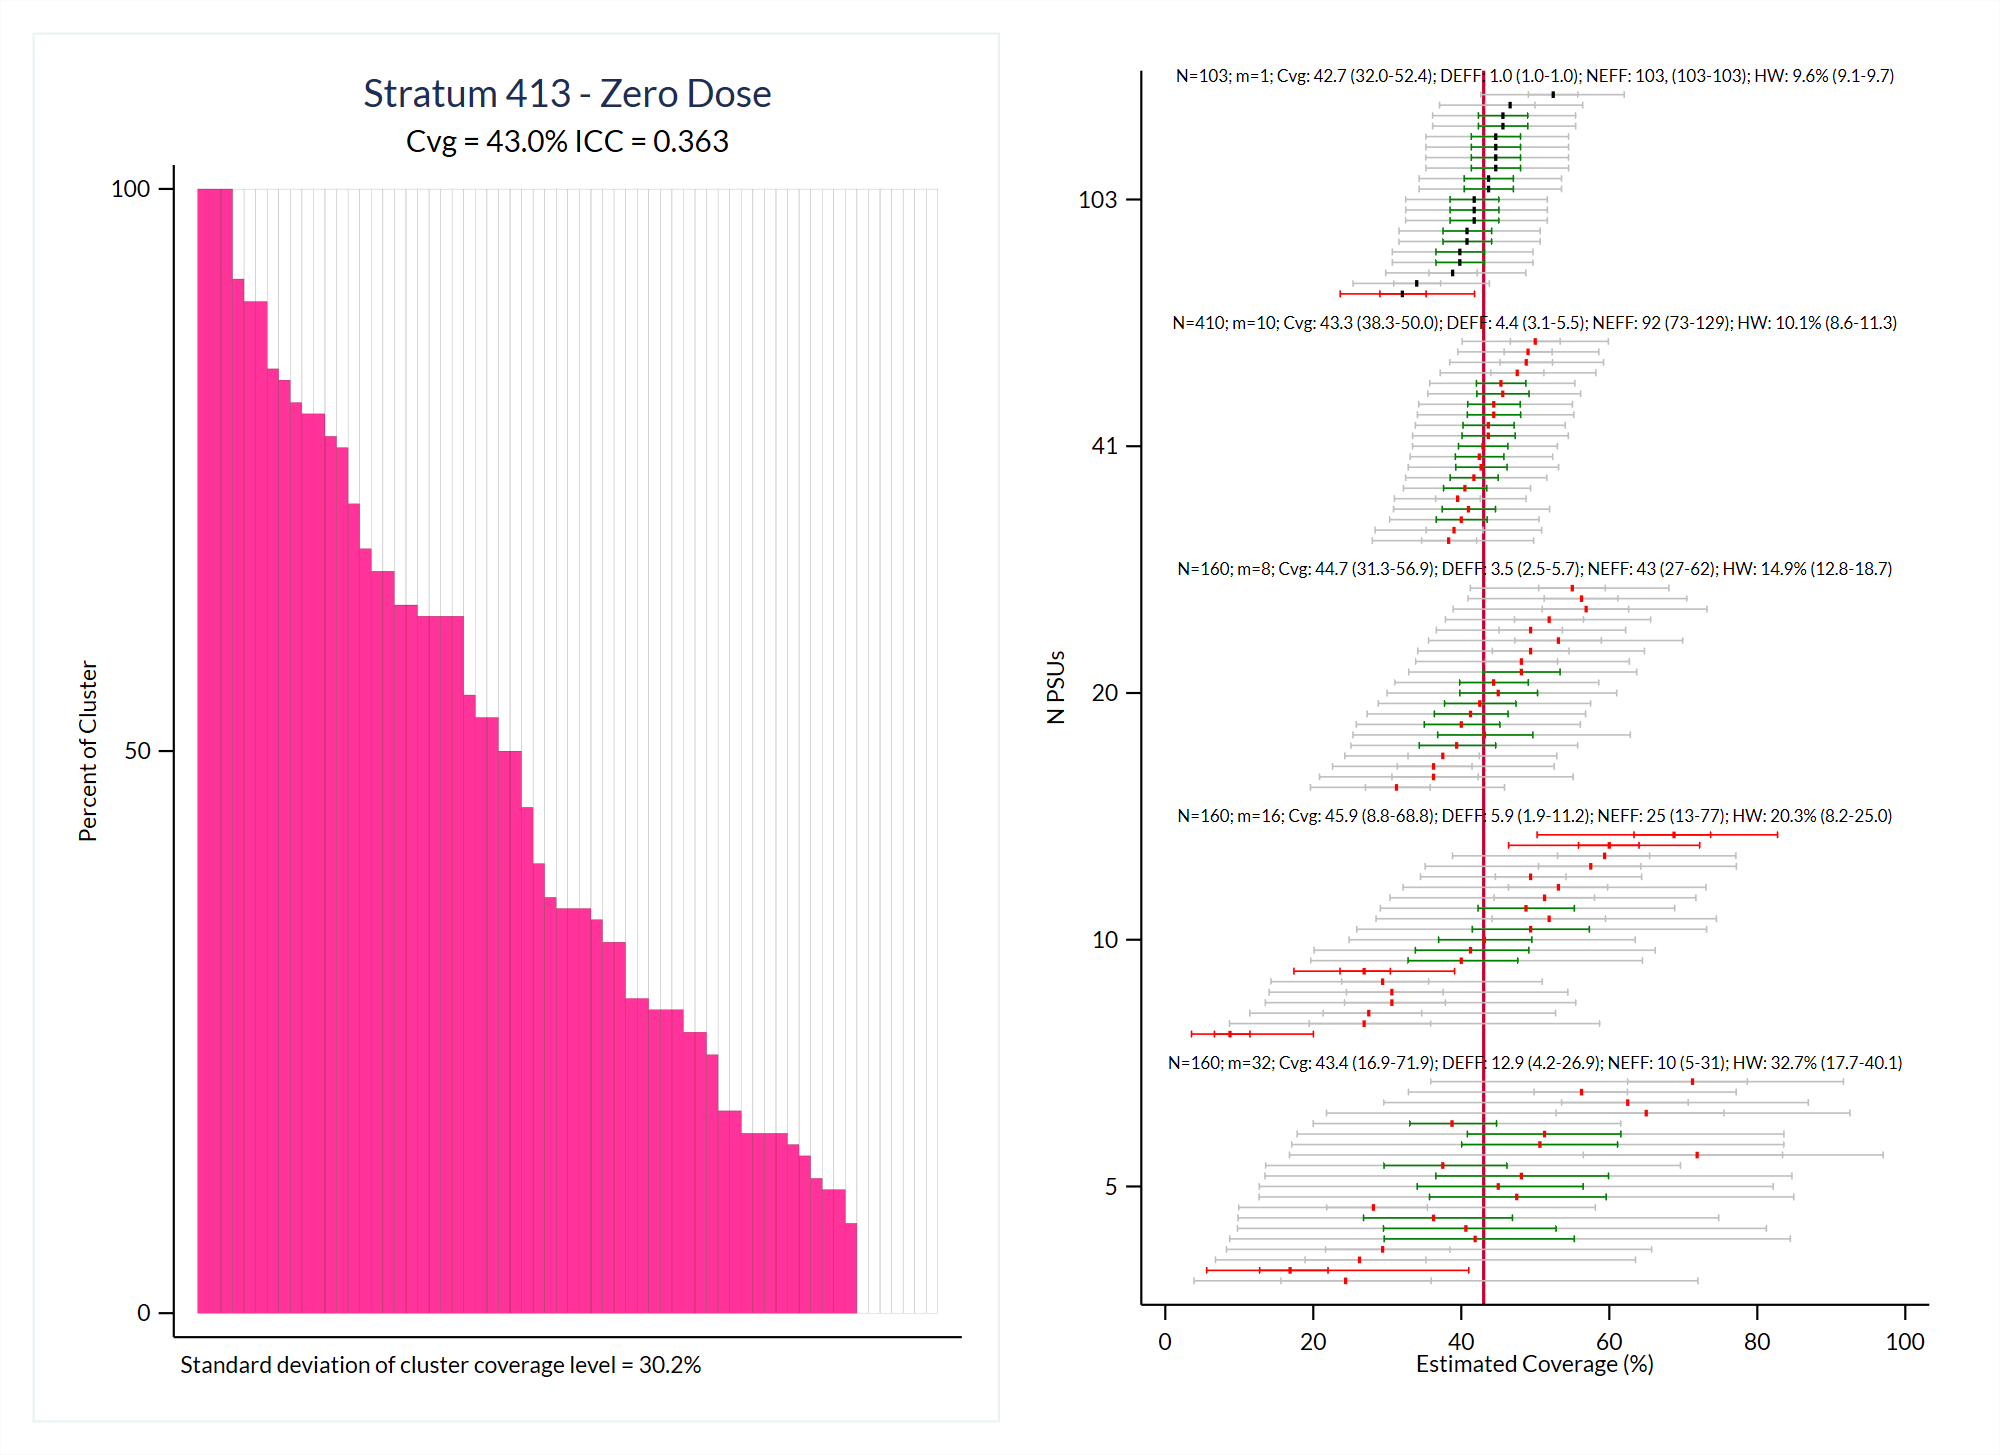 Stratum 413 - Zero Dose
Cvg = 43.0% ICC = 0.363
100
50
0
Percent of Cluster
Standard deviation of cluster coverage level = 30.2%
N=103; m=1; Cvg: 42.7 (32.0-52.4); DEFF: 1.0 (1.0-1.0); NEFF: 103, (103-103); HW: 9.6% (9.1-9.7)
103
N=410; m=10; Cvg: 43.3 (38.3-50.0); DEFF: 4.4 (3.1-5.5); NEFF: 92 (73-129); HW: 10.1% (8.6-11.3)
41
N=160; m=8; Cvg: 44.7 (31.3-56.9); DEFF: 3.5 (2.5-5.7); NEFF: 43 (27-62); HW: 14.9% (12.8-18.7)
20
N PSUs
N=160; m=16; Cvg: 45.9 (8.8-68.8); DEFF: 5.9 (1.9-11.2); NEFF: 25 (13-77); HW: 20.3% (8.2-25.0)
10
N=160; m=32; Cvg: 43.4 (16.9-71.9); DEFF: 12.9 (4.2-26.9); NEFF: 10 (5-31); HW: 32.7% (17.7-40.1)
5
0 20 40 60 80 100
Estimated Coverage (%)